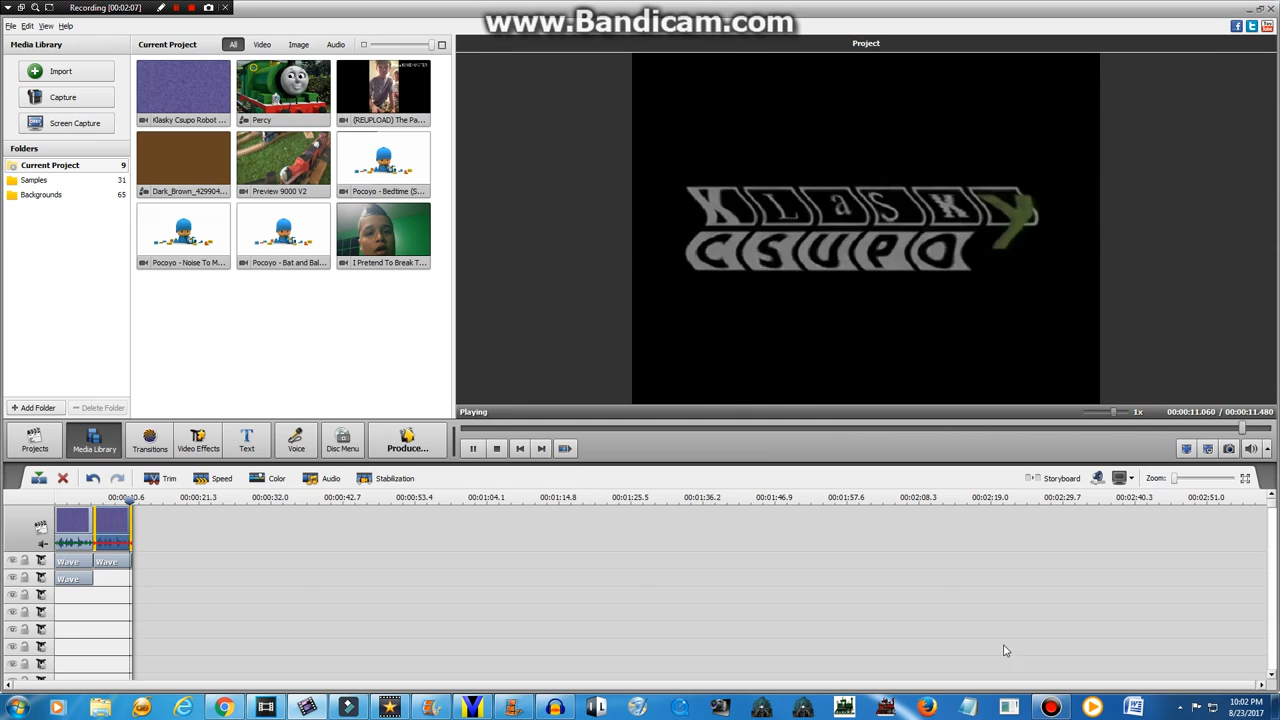 Recording [00:02:07]
www.Bandicam.com
File Edit View Help
Media Library
Current Project
All
Video
Image
Audio
Project
Import
Capture
Screen Capture
Folders
Current Project 9
Samples 31
Backgrounds 65
Klasky Csupo Robot ...
Percy
(REUPLOAD) The Pa...
Dark_Brown_429904...
Preview 9000 V2
Pocoyo - Bedtime (S...
Pocoyo - Noise To M...
Pocoyo - Bat and Bal...
I Pretend To Break T...
KLaSKY
CSUPO
Add Folder
Delete Folder
Playing
1x
00:00:11.060 / 00:00:11.480
Projects
Media Library
Transitions
Video Effects
Text
Voice
Disc Menu
Produce...
Trim
Speed
Color
Audio
Stabilization
Storyboard
Zoom:
00:00:21.3 00:00:32.0 00:00:42.7 00:00:53.4 00:01:04.1 00:01:14.8 00:01:25.5 00:01:36.2 00:01:46.9 00:01:57.6 00:02:08.3 00:02:19.0 00:02:29.7 00:02:40.3 00:02:51.0
Wave Wave
Wave
10:02 PM
8/23/2017